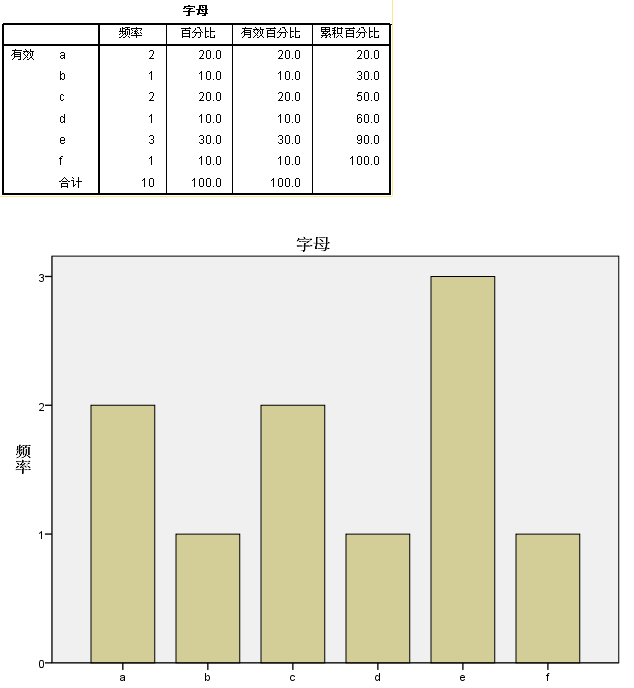 字母
频率 百分比 有效百分比 累积百分比
有效 a 2 20.0 20.0 20.0
b 1 10.0 10.0 30.0
c 2 20.0 20.0 50.0
d 1 10.0 10.0 60.0
e 3 30.0 30.0 90.0
f 1 10.0 10.0 100.0
合计 10 100.0 100.0
字母
3
2
频率
1
0
a b c d e f